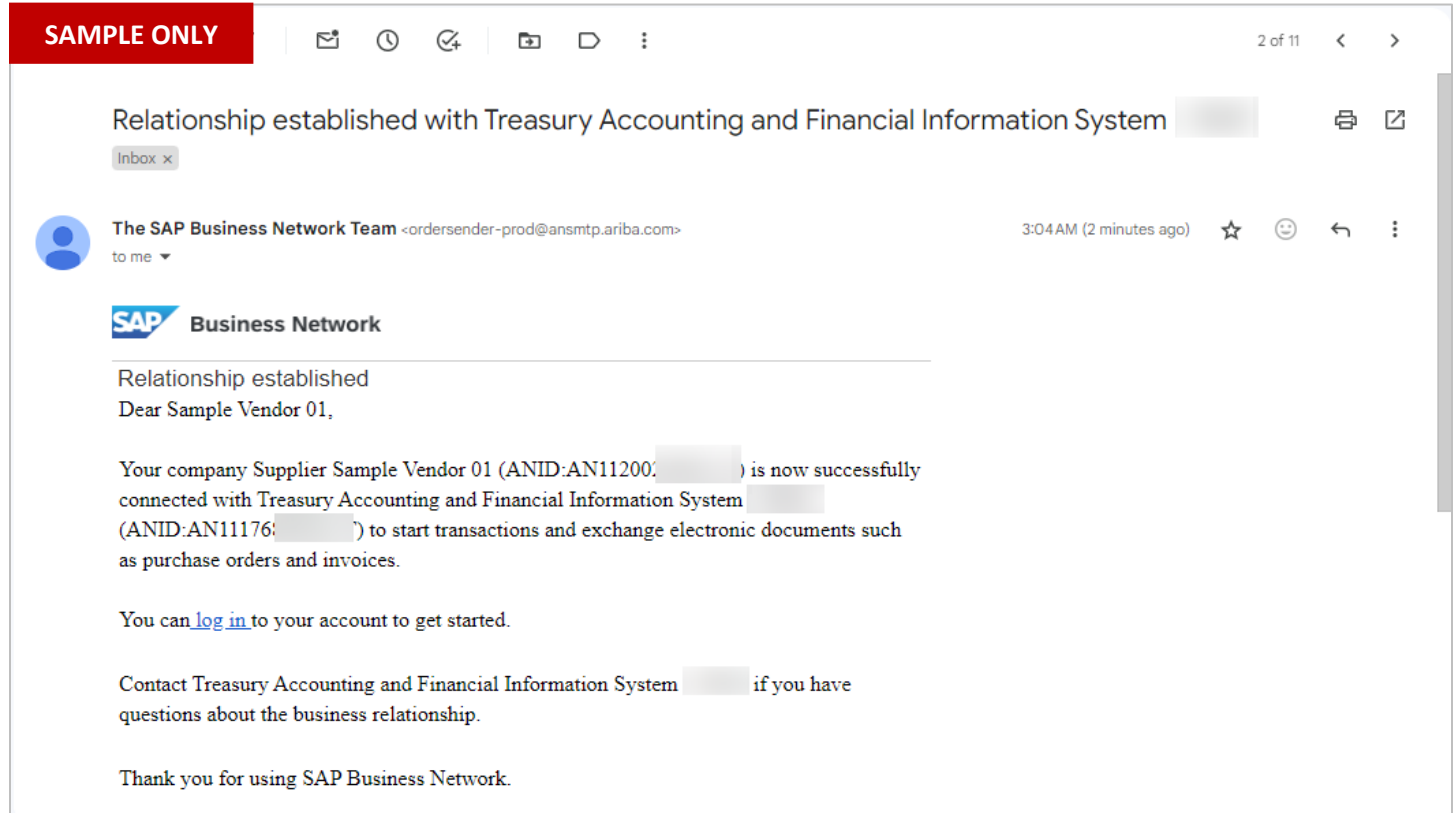 SAMPLE ONLY
2 of 11
Relationship established with Treasury Accounting and Financial Information System
Inbox ×
The SAP Business Network Team <ordersender-prod@ansmtp.ariba.com>
3:04 AM (2 minutes ago)
to me
SAP Business Network
Relationship established
Dear Sample Vendor 01,
Your company Supplier Sample Vendor 01 (ANID:AN112002 ) is now successfully
connected with Treasury Accounting and Financial Information System
(ANID:AN11176 ) to start transactions and exchange electronic documents such
as purchase orders and invoices.
You can log in to your account to get started.
Contact Treasury Accounting and Financial Information System if you have
questions about the business relationship.
Thank you for using SAP Business Network.